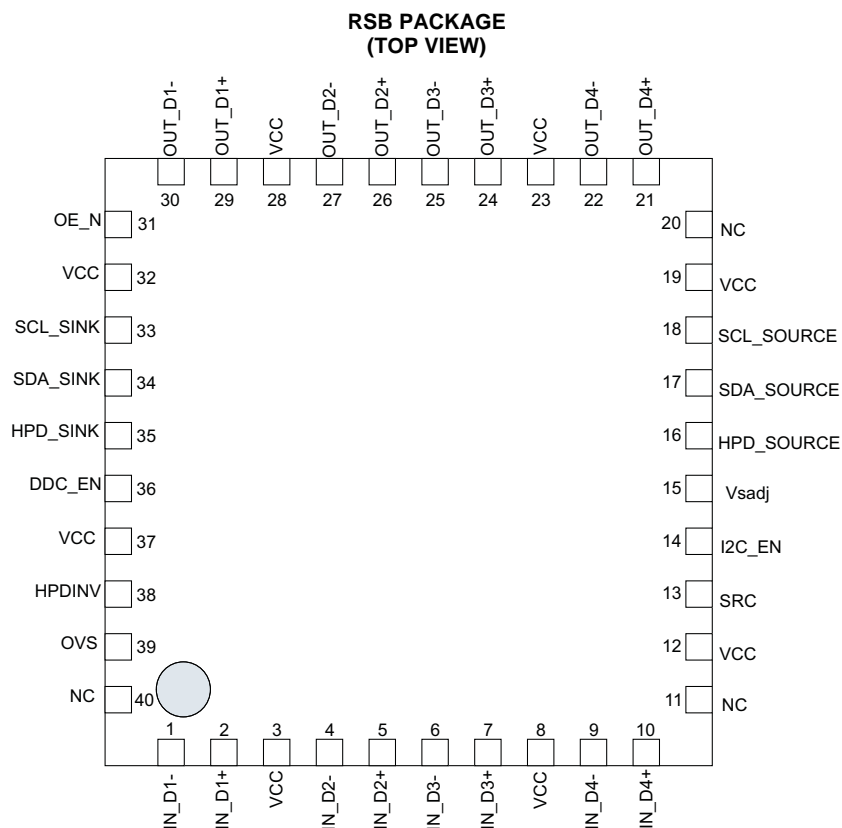 RSB PACKAGE
(TOP VIEW)
OUT_D1-
OUT_D1+
VCC
OUT_D2-
OUT_D2+
OUT_D3-
OUT_D3+
VCC
OUT_D4-
OUT_D4+
30 29 28 27 26 25 24 23 22 21
OE_N 31
20 NC
VCC 32
19 VCC
SCL_SINK 33
18 SCL_SOURCE
SDA_SINK 34
17 SDA_SOURCE
HPD_SINK 35
16 HPD_SOURCE
DDC_EN 36
15 Vsadj
VCC 37
14 I2C_EN
HPDINV 38
13 SRC
OVS 39
12 VCC
NC 40
11 NC
1 2 3 4 5 6 7 8 9 10
IN_D1-
IN_D1+
VCC
IN_D2-
IN_D2+
IN_D3-
IN_D3+
VCC
IN_D4-
IN_D4+